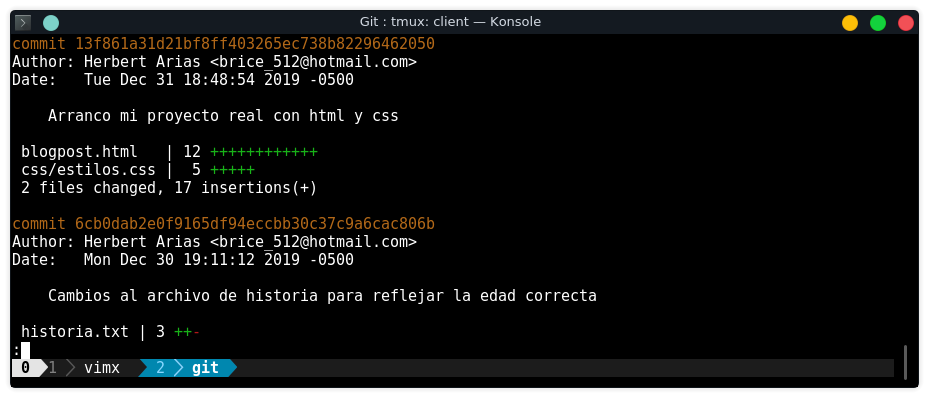 Git : tmux: client — Konsole
commit 13f861a31d21bf8ff403265ec738b82296462050
Author: Herbert Arias <brice_512@hotmail.com>
Date:   Tue Dec 31 18:48:54 2019 -0500
    Arranco mi proyecto real con html y css
 blogpost.html   | 12 ++++++++++++
 css/estilos.css |  5 +++++
 2 files changed, 17 insertions(+)
commit 6cb0dab2e0f9165df94eccbb30c37c9a6cac806b
Author: Herbert Arias <brice_512@hotmail.com>
Date:   Mon Dec 30 19:11:12 2019 -0500
    Cambios al archivo de historia para reflejar la edad correcta
 historia.txt | 3 ++-
:
0 1 vimx 2 git